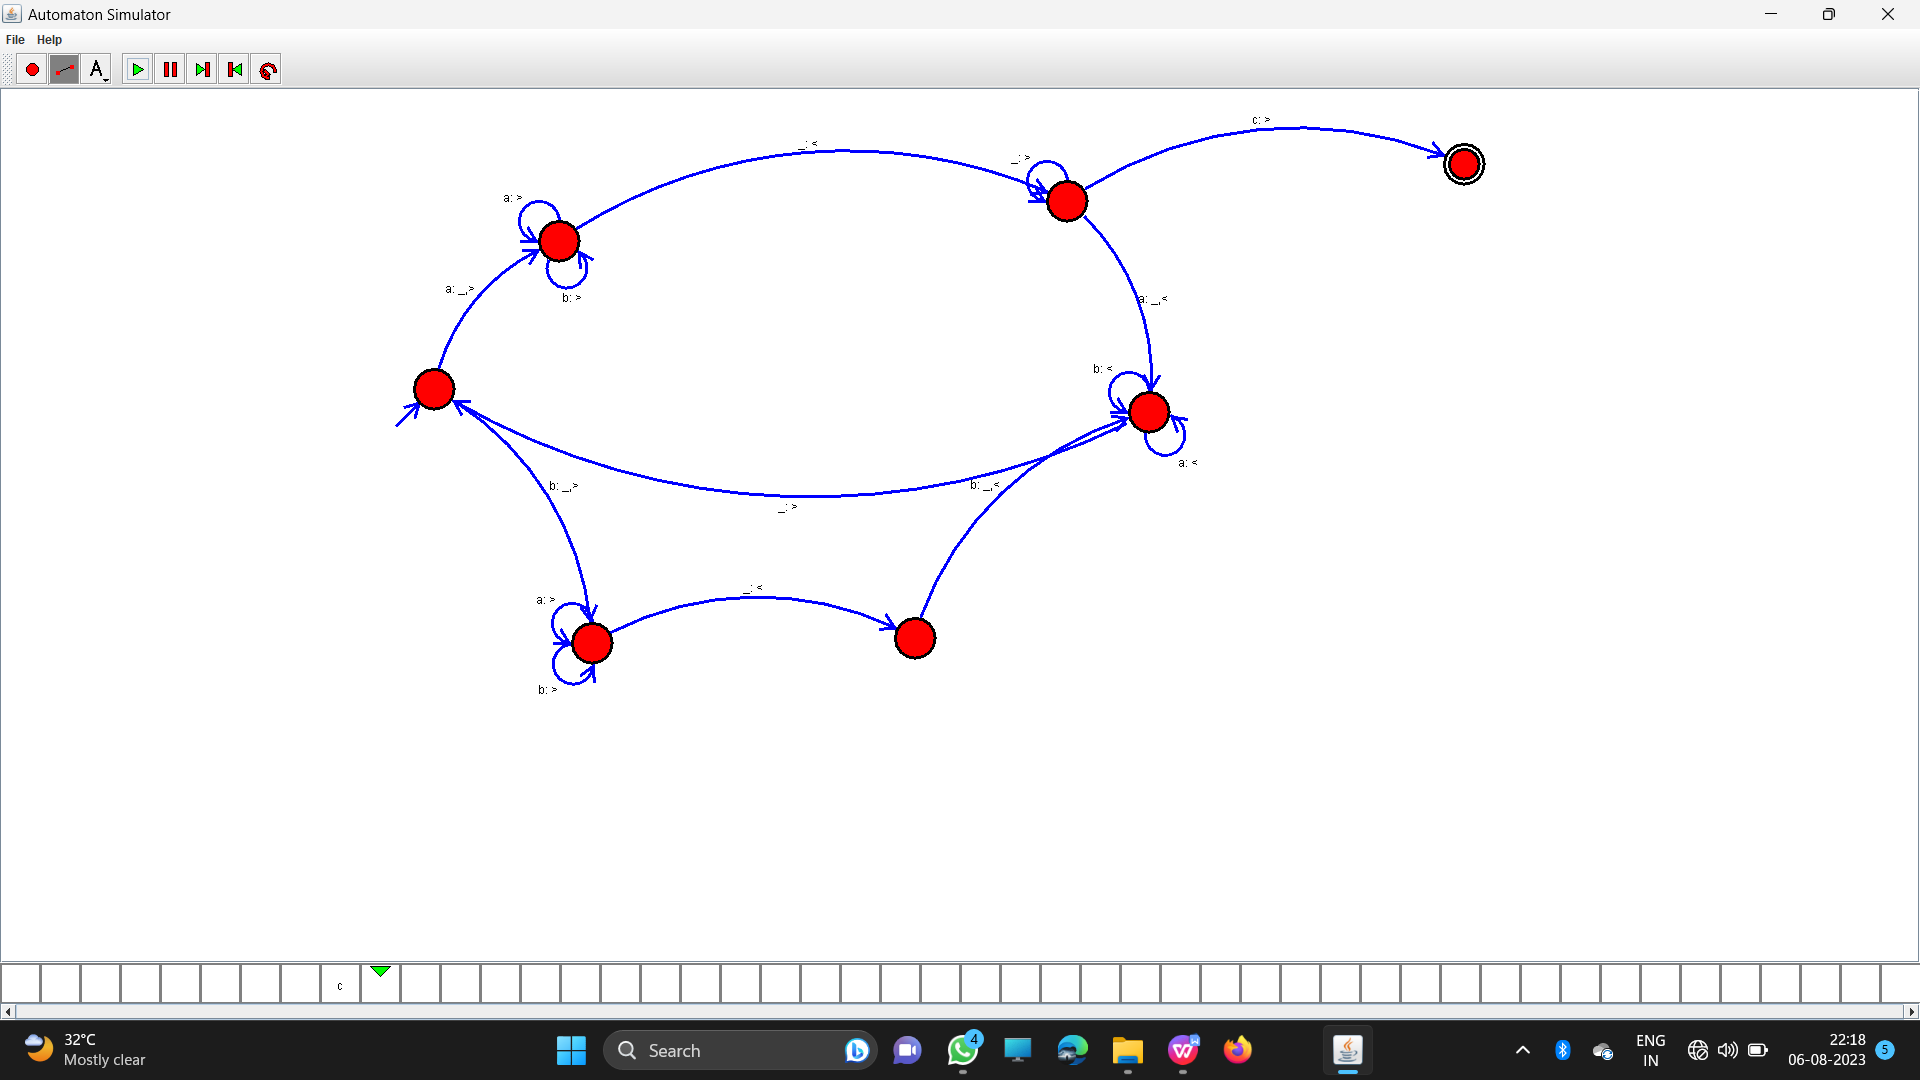 Automaton Simulator
File Help
A
c: >
_: <
_: >
a: >
a: _,>
b: >
a: _,<
b: <
a: <
b: _,>
b: _,<
_: >
_: <
a: >
b: >
c
32°C
Mostly clear
Search
4
ENG
IN
22:18
06-08-2023
5